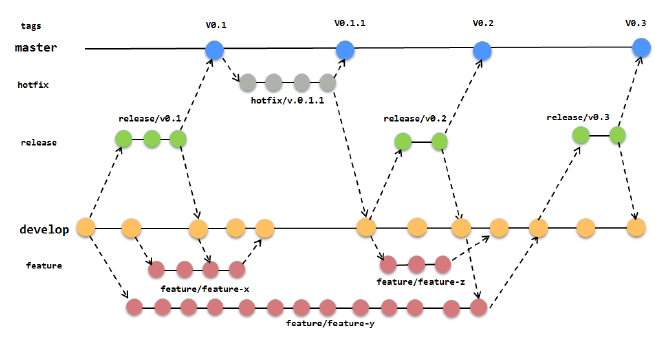 tags
V0.1
V0.1.1
V0.2
V0.3
master
hotfix
hotfix/v.0.1.1
release/v0.1
release/v0.2
release/v0.3
release
develop
feature
feature/feature-x
feature/feature-z
feature/feature-y